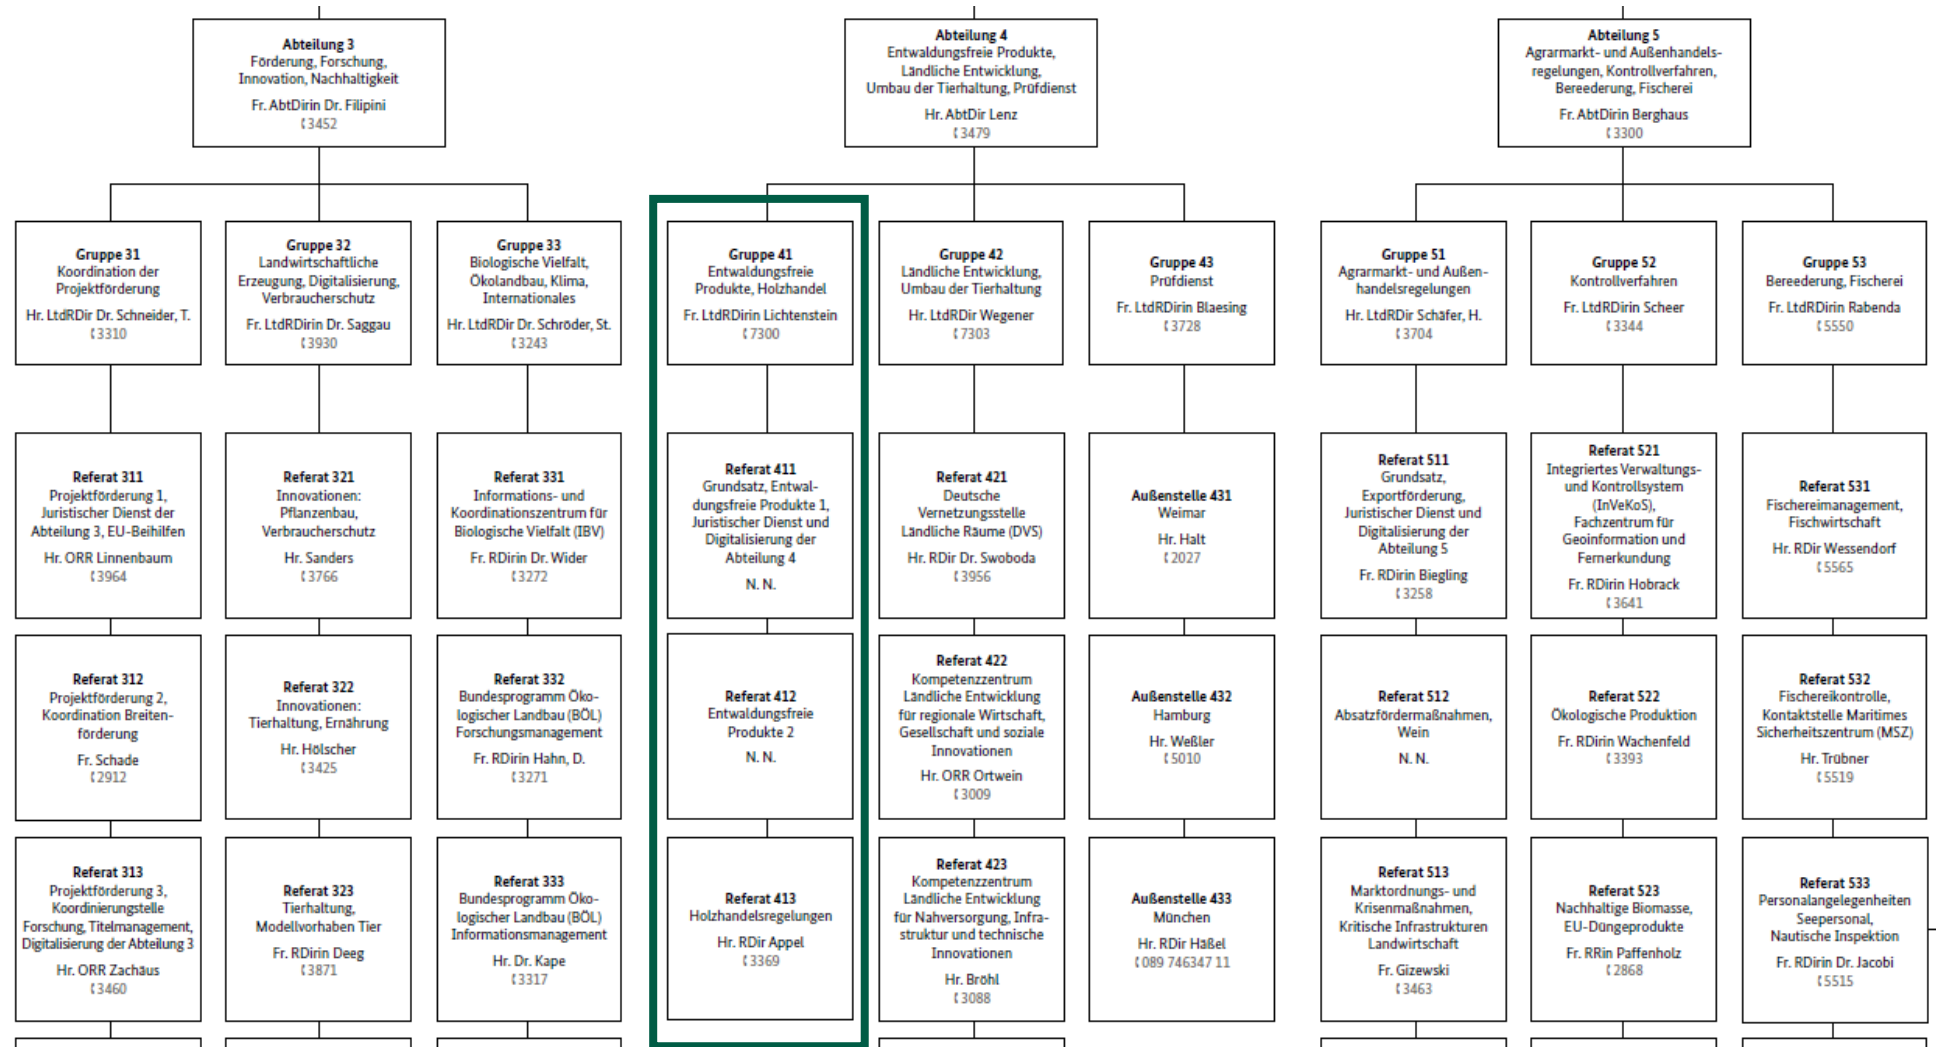 Abteilung 3
Förderung, Forschung,
Innovation, Nachhaltigkeit
Fr. AbtDirin Dr. Filipini
3452
Abteilung 4
Entwaldungsfreie Produkte,
Ländliche Entwicklung,
Umbau der Tierhaltung, Prüfdienst
Hr. AbtDir Lenz
3479
Abteilung 5
Agrarmarkt- und Außenhandels-
regelungen, Kontrollverfahren,
Bereederung, Fischerei
Fr. AbtDirin Berghaus
3300
Gruppe 31
Koordination der
Projektförderung
Hr. LtdRDir Dr. Schneider, T.
3310
Gruppe 32
Landwirtschaftliche
Erzeugung, Digitalisierung,
Verbraucherschutz
Fr. LtdRDirin Dr. Saggau
3930
Gruppe 33
Biologische Vielfalt,
Ökolandbau, Klima,
Internationales
Hr. LtdRDir Dr. Schröder, St.
3243
Gruppe 41
Entwaldungsfreie
Produkte, Holzhandel
Fr. LtdRDirin Lichtenstein
7300
Gruppe 42
Ländliche Entwicklung,
Umbau der Tierhaltung
Hr. LtdRDir Wegener
7303
Gruppe 43
Prüfdienst
Fr. LtdRDirin Blaesing
3728
Gruppe 51
Agrarmarkt- und Außen-
handelsregelungen
Hr. LtdRDir Schäfer, H.
3704
Gruppe 52
Kontrollverfahren
Fr. LtdRDirin Scheer
3344
Gruppe 53
Bereederung, Fischerei
Fr. LtdRDirin Rabenda
5550
Referat 311
Projektförderung 1,
Juristischer Dienst der
Abteilung 3, EU-Beihilfen
Hr. ORR Linnenbaum
3964
Referat 321
Innovationen:
Pflanzenbau,
Verbraucherschutz
Hr. Sanders
3766
Referat 331
Informations- und
Koordinationszentrum für
Biologische Vielfalt (IBV)
Fr. RDirin Dr. Wider
3272
Referat 411
Grundsatz, Entwal-
dungsfreie Produkte 1,
Juristischer Dienst und
Digitalisierung der
Abteilung 4
N. N.
Referat 421
Deutsche
Vernetzungsstelle
Ländliche Räume (DVS)
Hr. RDir Dr. Swoboda
3956
Außenstelle 431
Weimar
Hr. Halt
2027
Referat 511
Grundsatz,
Exportförderung,
Juristischer Dienst und
Digitalisierung der
Abteilung 5
Fr. RDirin Biegling
3258
Referat 521
Integriertes Verwaltungs-
und Kontrollsystem
(InVeKoS),
Fachzentrum für
Geoinformation und
Fernerkundung
Fr. RDirin Hobrack
3641
Referat 531
Fischereimanagement,
Fischwirtschaft
Hr. RDir Wessendorf
5565
Referat 312
Projektförderung 2,
Koordination Breiten-
förderung
Fr. Schade
2912
Referat 322
Innovationen:
Tierhaltung, Ernährung
Hr. Hölscher
3425
Referat 332
Bundesprogramm Öko-
logischer Landbau (BÖL)
Forschungsmanagement
Fr. RDirin Hahn, D.
3271
Referat 412
Entwaldungsfreie
Produkte 2
N. N.
Referat 422
Kompetenzzentrum
Ländliche Entwicklung
für regionale Wirtschaft,
Gesellschaft und soziale
Innovationen
Hr. ORR Ortwein
3009
Außenstelle 432
Hamburg
Hr. Weßler
5010
Referat 512
Absatzfördermaßnahmen,
Wein
N. N.
Referat 522
Ökologische Produktion
Fr. RDirin Wachenfeld
3393
Referat 532
Fischereikontrolle,
Kontaktstelle Maritimes
Sicherheitszentrum (MSZ)
Hr. Trübner
5519
Referat 313
Projektförderung 3,
Koordinierungstelle
Forschung, Titelmanagement,
Digitalisierung der Abteilung 3
Hr. ORR Zachäus
3460
Referat 323
Tierhaltung,
Modellvorhaben Tier
Fr. RDirin Deeg
3871
Referat 333
Bundesprogramm Öko-
logischer Landbau (BÖL)
Informationsmanagement
Hr. Dr. Kape
3317
Referat 413
Holzhandelsregelungen
Hr. RDir Appel
3369
Referat 423
Kompetenzzentrum
Ländliche Entwicklung
für Nahversorgung, Infra-
struktur und technische
Innovationen
Hr. Bröhl
3088
Außenstelle 433
München
Hr. RDir Häßel
089 746347 11
Referat 513
Marktordnungs- und
Krisenmaßnahmen,
Kritische Infrastrukturen
Landwirtschaft
Fr. Gizewski
3463
Referat 523
Nachhaltige Biomasse,
EU-Düngeprodukte
Fr. RRin Paffenholz
2868
Referat 533
Personalangelegenheiten
Seepersonal,
Nautische Inspektion
Fr. RDirin Dr. Jacobi
5515